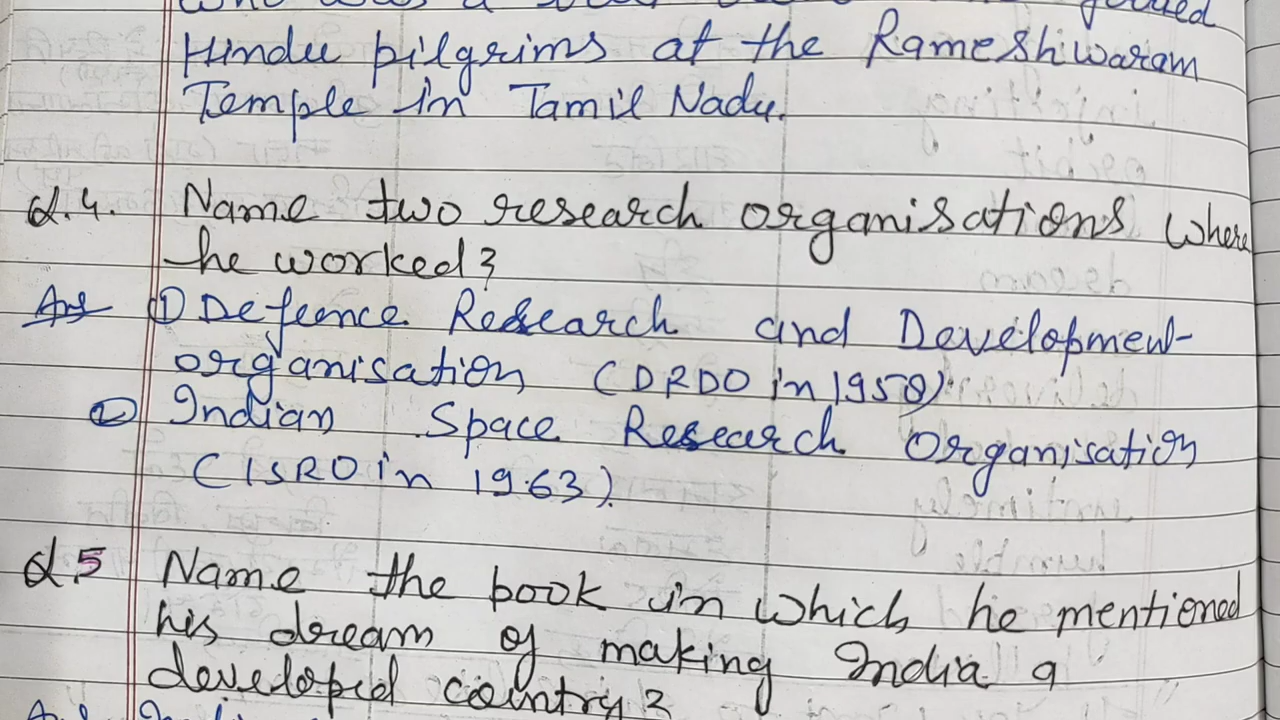 Hindu pilgrims at the Rameshiwaram
Temple in Tamil Nadu.
Q.4. Name two research organisations where
he worked?
Ans ① Defence Research and Development
organisation (DRDO in 1958).
② Indian Space Research Organisation
(ISRO in 1963).
Q.5 Name the book in which he mentioned
his dream of making India a
developed country?